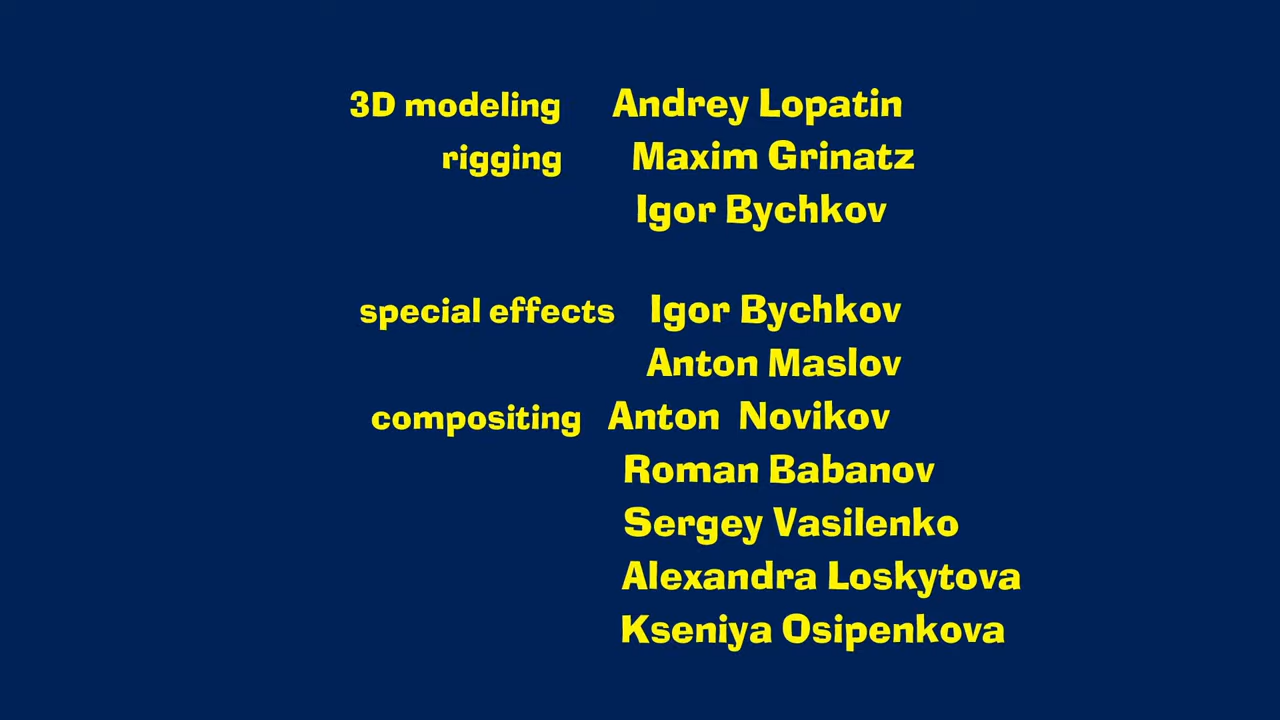 3D modeling Andrey Lopatin
rigging Maxim Grinatz
Igor Bychkov
special effects Igor Bychkov
Anton Maslov
compositing Anton Novikov
Roman Babanov
Sergey Vasilenko
Alexandra Loskytova
Kseniya Osipenkova